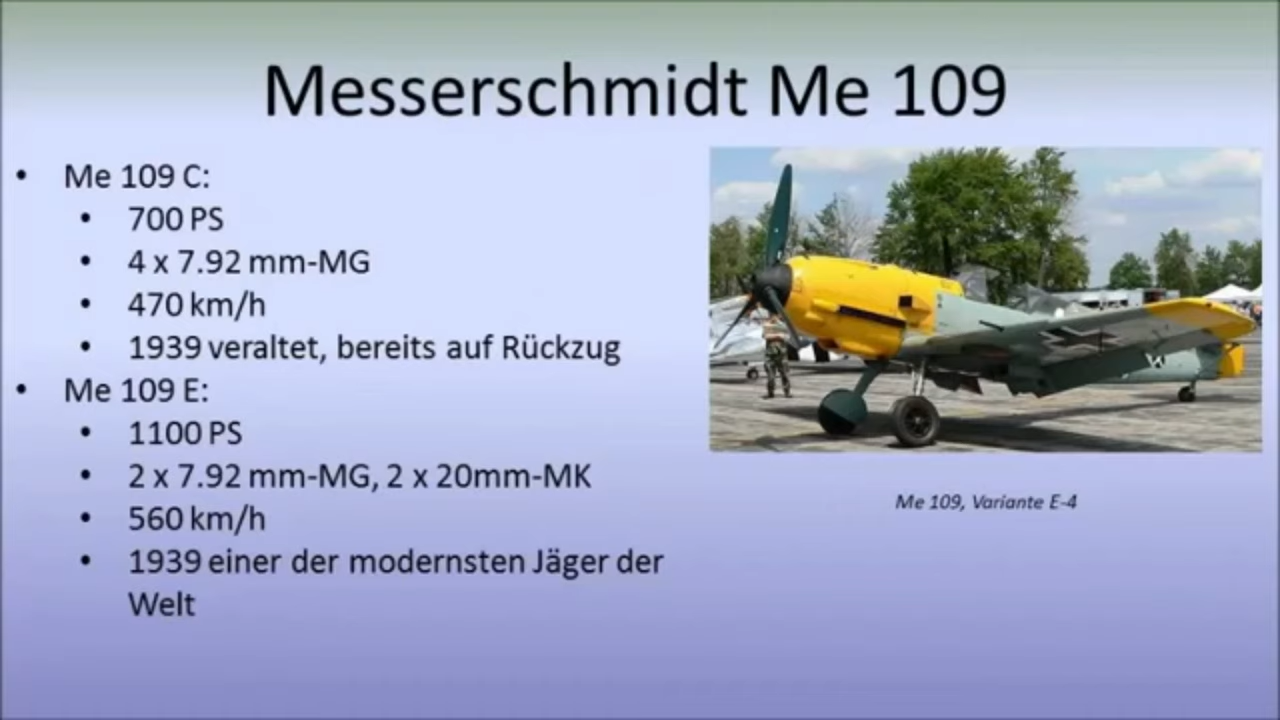 Messerschmidt Me 109
• Me 109 C:
• 700 PS
• 4 x 7.92 mm-MG
• 470 km/h
• 1939 veraltet, bereits auf Rückzug
• Me 109 E:
• 1100 PS
• 2 x 7.92 mm-MG, 2 x 20mm-MK
• 560 km/h
• 1939 einer der modernsten Jäger der
Welt
Me 109, Variante E-4